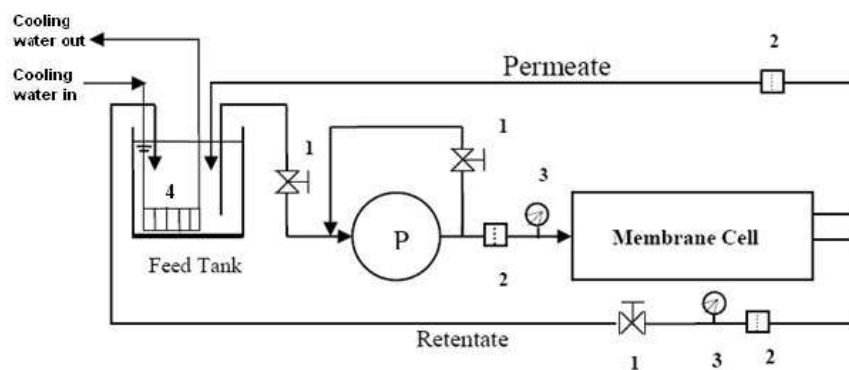 Cooling
water out
2
Permeate
Cooling
water in
1
1
3
4
P
Membrane Cell
Feed Tank
2
Retentate
1
3
2